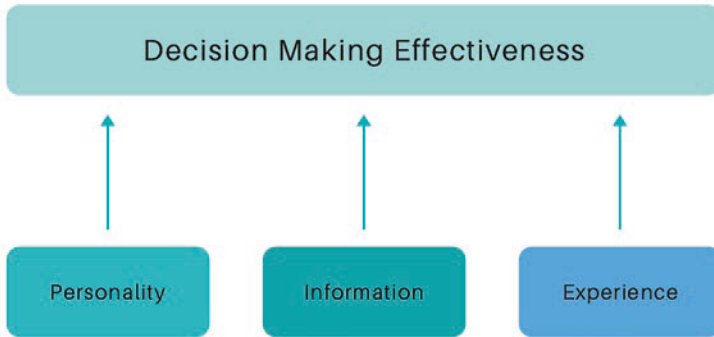 Decision Making Effectiveness
Personality
Information
Experience